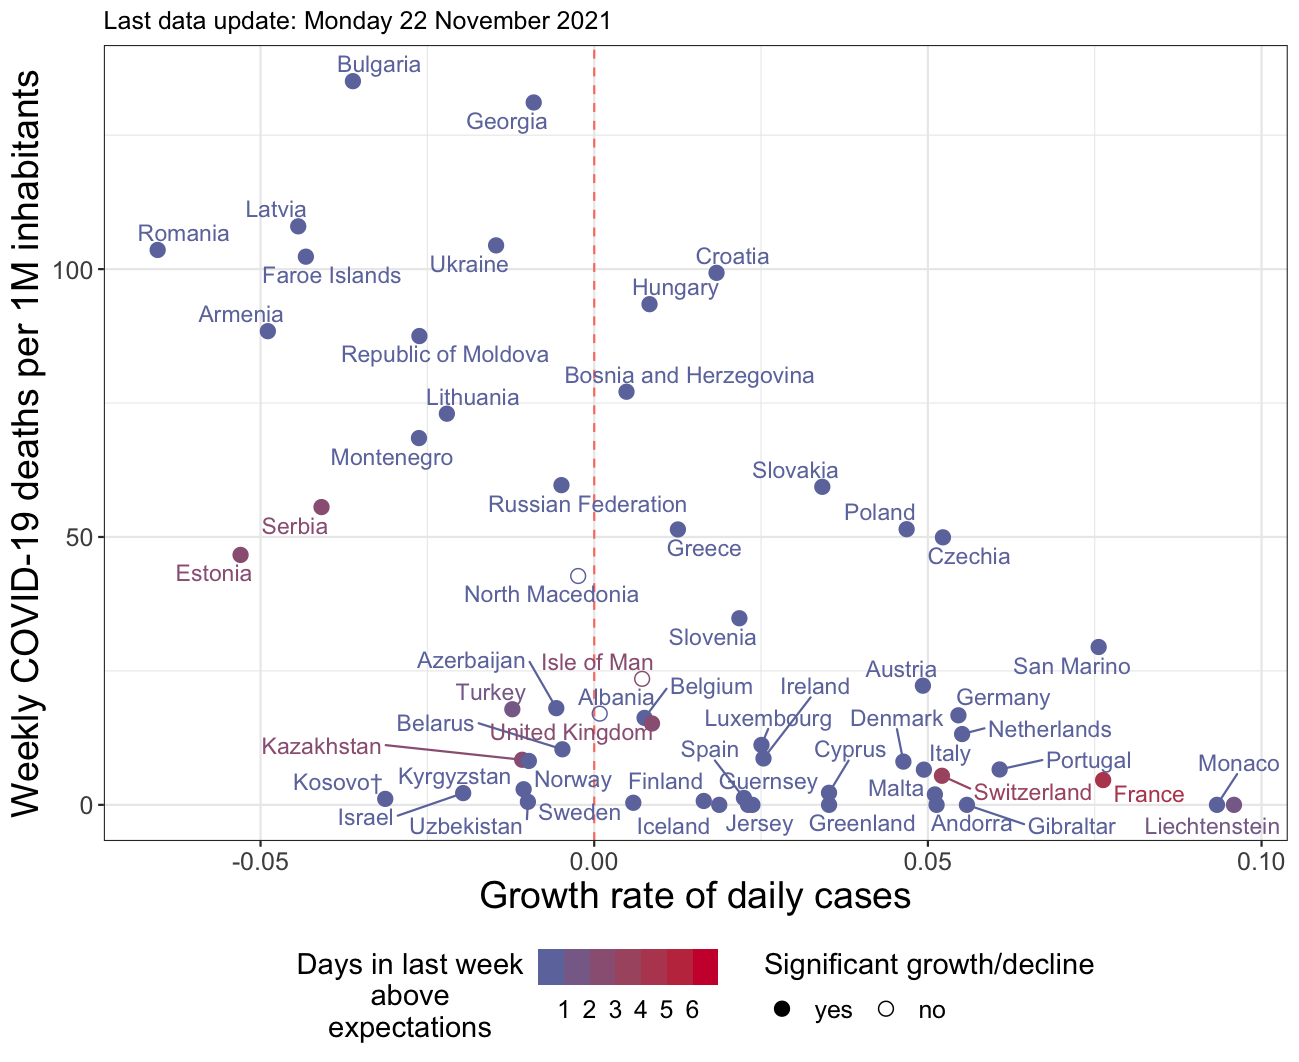 Last data update: Monday 22 November 2021
Weekly COVID-19 deaths per 1M inhabitants
100
50
0
Bulgaria
Georgia
Latvia
Romania
Faroe Islands
Ukraine
Croatia
Hungary
Armenia
Republic of Moldova
Bosnia and Herzegovina
Lithuania
Montenegro
Slovakia
Russian Federation
Poland
Serbia
Greece
Czechia
Estonia
North Macedonia
Slovenia
Azerbaijan
Isle of Man
San Marino
Austria
Turkey
Albania
Belgium
Ireland
Germany
Belarus
United Kingdom
Luxembourg
Denmark
Netherlands
Kazakhstan
Spain
Cyprus
Italy
Portugal
Monaco
Kosovo†
Kyrgyzstan
Norway
Finland
Guernsey
Malta
Switzerland
France
Israel
Uzbekistan
Sweden
Iceland
Jersey
Greenland
Andorra
Gibraltar
Liechtenstein
-0.05
0.00
0.05
0.10
Growth rate of daily cases
Days in last week
above
expectations
1 2 3 4 5 6
Significant growth/decline
yes no